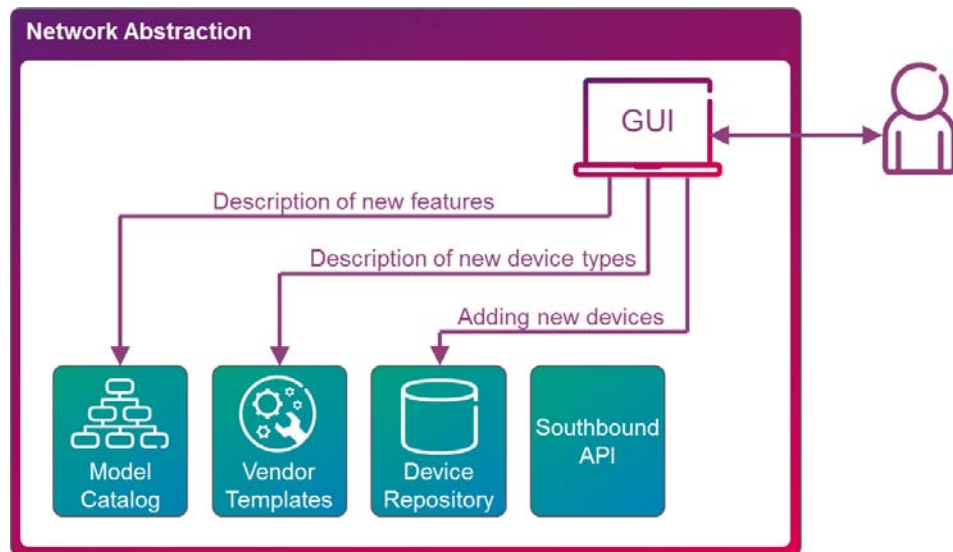 Network Abstraction
GUI
Description of new features
Description of new device types
Adding new devices
Model
Catalog
Vendor
Templates
Device
Repository
Southbound
API